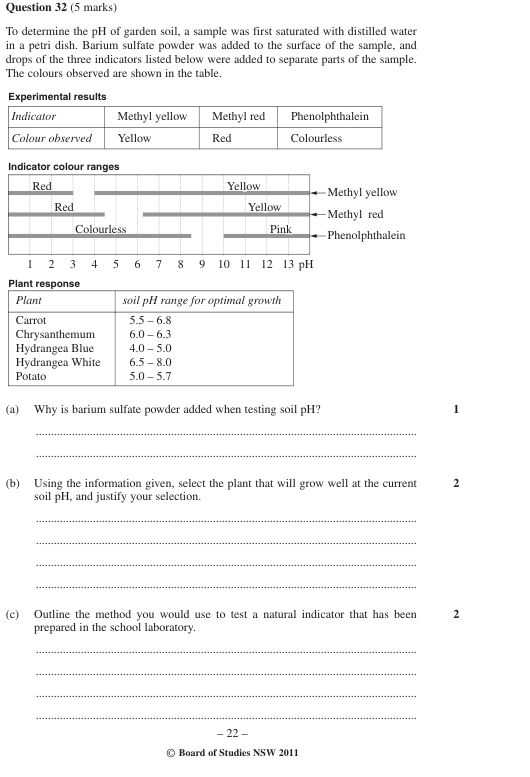 Question 32 (5 marks)
To determine the pH of garden soil, a sample was first saturated with distilled water
in a petri dish. Barium sulfate powder was added to the surface of the sample, and
drops of the three indicators listed below were added to separate parts of the sample.
The colours observed are shown in the table.
Experimental results
Indicator Methyl yellow Methyl red Phenolphthalein
Colour observed Yellow Red Colourless
Indicator colour ranges
Red Yellow Methyl yellow
Red Yellow Methyl red
Colourless Pink Phenolphthalein
1 2 3 4 5 6 7 8 9 10 11 12 13 pH
Plant response
Plant soil pH range for optimal growth
Carrot 5.5 – 6.8
Chrysanthemum 6.0 – 6.3
Hydrangea Blue 4.0 – 5.0
Hydrangea White 6.5 – 8.0
Potato 5.0 – 5.7
(a) Why is barium sulfate powder added when testing soil pH? 1
(b) Using the information given, select the plant that will grow well at the current 2
soil pH, and justify your selection.
(c) Outline the method you would use to test a natural indicator that has been 2
prepared in the school laboratory.
– 22 –
© Board of Studies NSW 2011